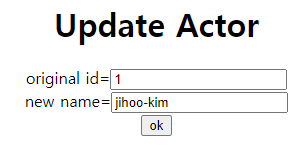 Update Actor
original id=1
new name=jihoo-kim
ok